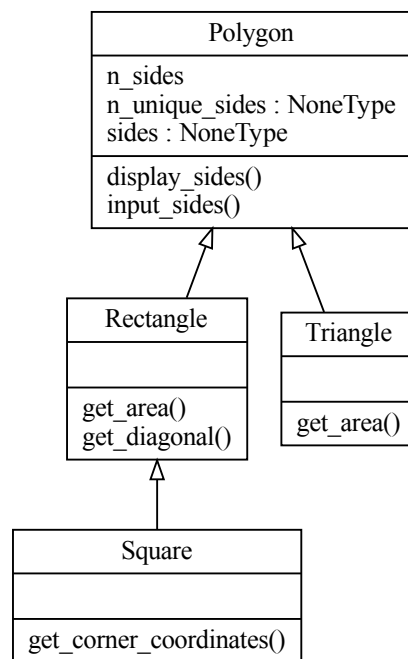 Polygon
n_sides
n_unique_sides : NoneType
sides : NoneType
display_sides()
input_sides()
Rectangle
get_area()
get_diagonal()
Triangle
get_area()
Square
get_corner_coordinates()